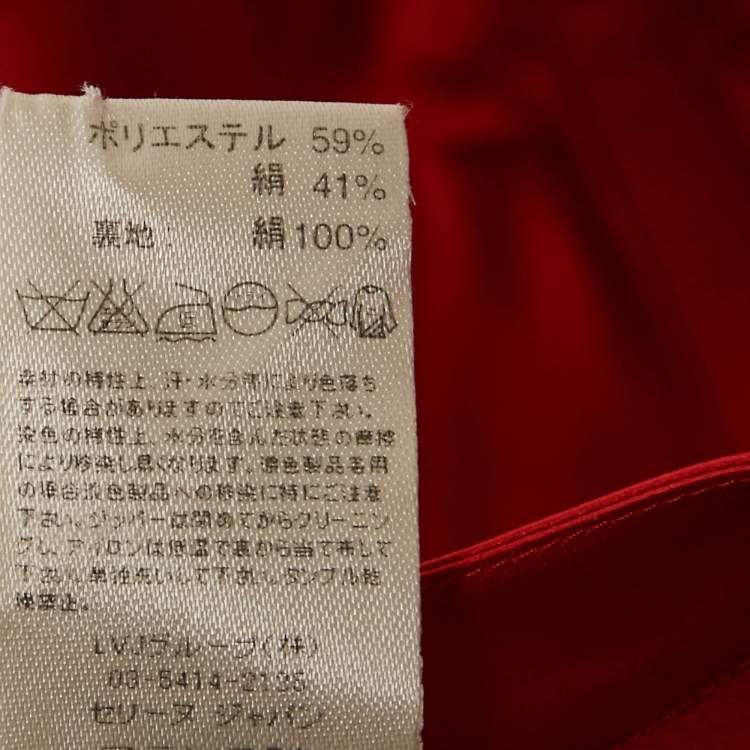 ポリエステル 59%
絹 41%
裏地: 絹100%
素材の特性上、汗・水分等により色落ち
する場合がありますのでご注意下さい。
染色の特性上、水分を含んだ状態の摩擦
により移染し易くなります。淡色製品着用
の場合淡色製品への移染に特にご注意
下さい。ジッパーは閉めてからクリーニン
グし、アイロンは低温で裏から当て布して
下さい。単独洗いして下さい。タンブル乾
燥禁止。
LVJグループ(株)
03-5414-2135
セリーヌ ジャパン